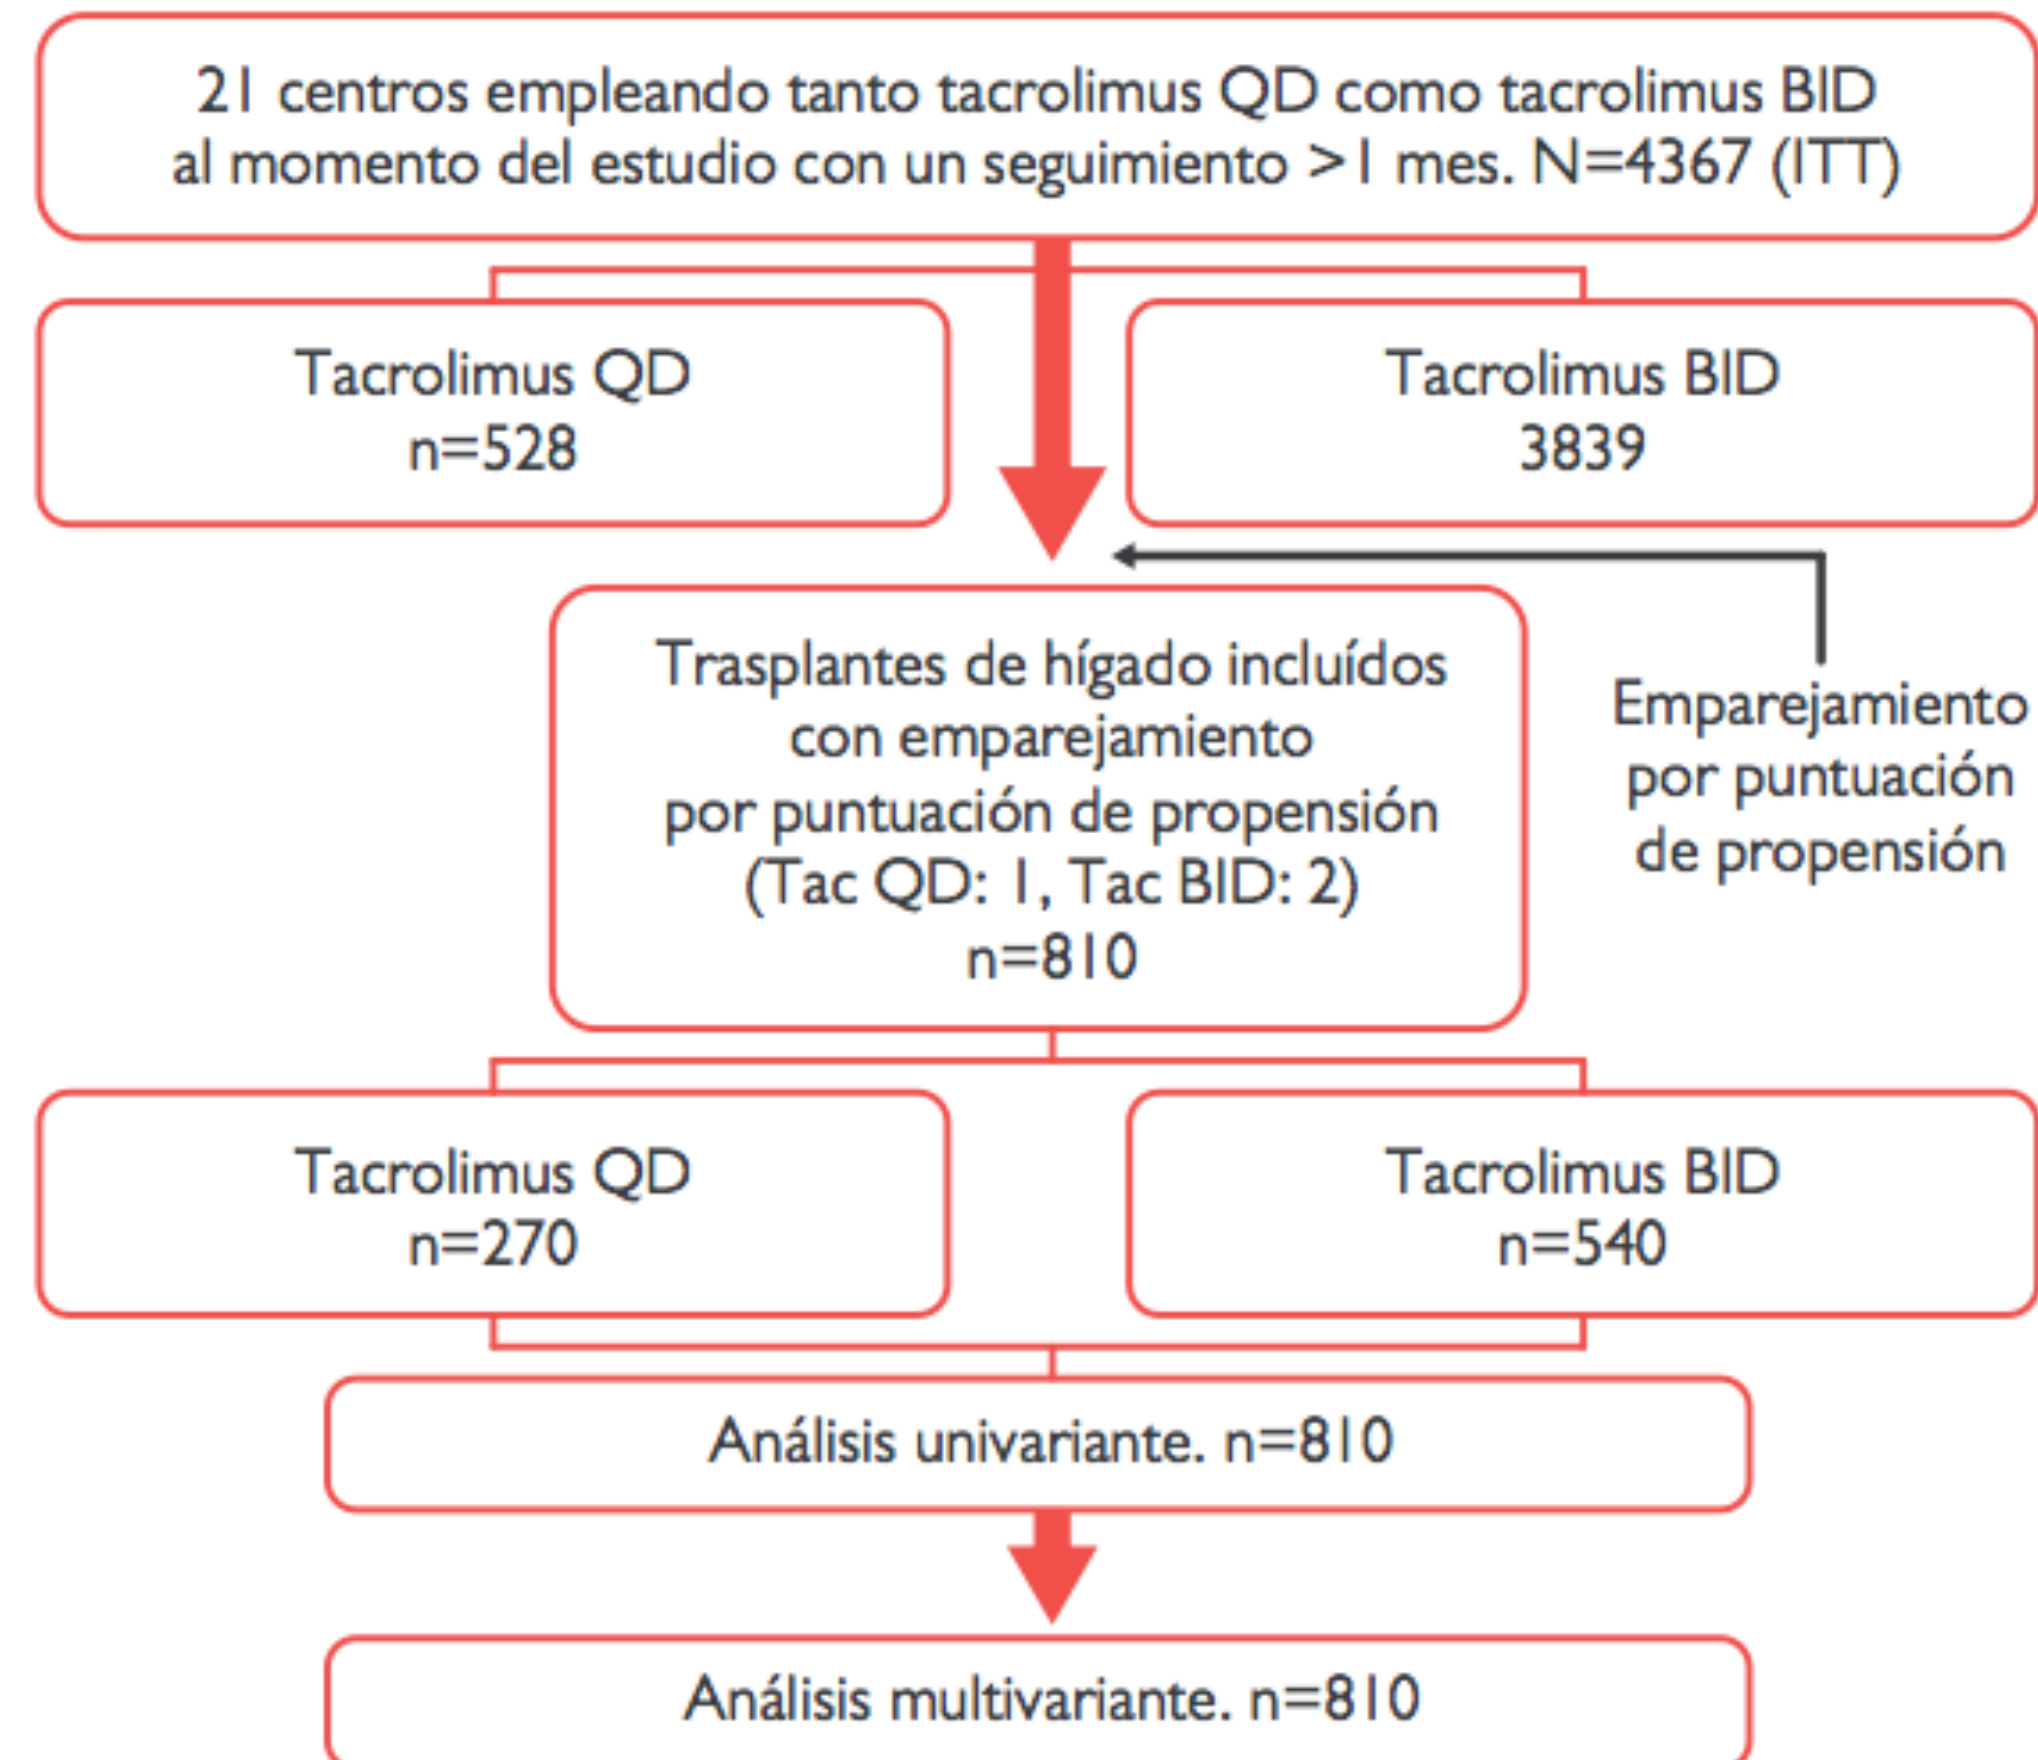 21 centros empleando tanto tacrolimus QD como tacrolimus BID
al momento del estudio con un seguimiento >1 mes. N=4367 (ITT)
Tacrolimus QD
n=528
Tacrolimus BID
3839
Trasplantes de hígado incluídos
con emparejamiento
por puntuación de propensión
(Tac QD: 1, Tac BID: 2)
n=810
Emparejamiento
por puntuación
de propensión
Tacrolimus QD
n=270
Tacrolimus BID
n=540
Análisis univariante. n=810
Análisis multivariante. n=810